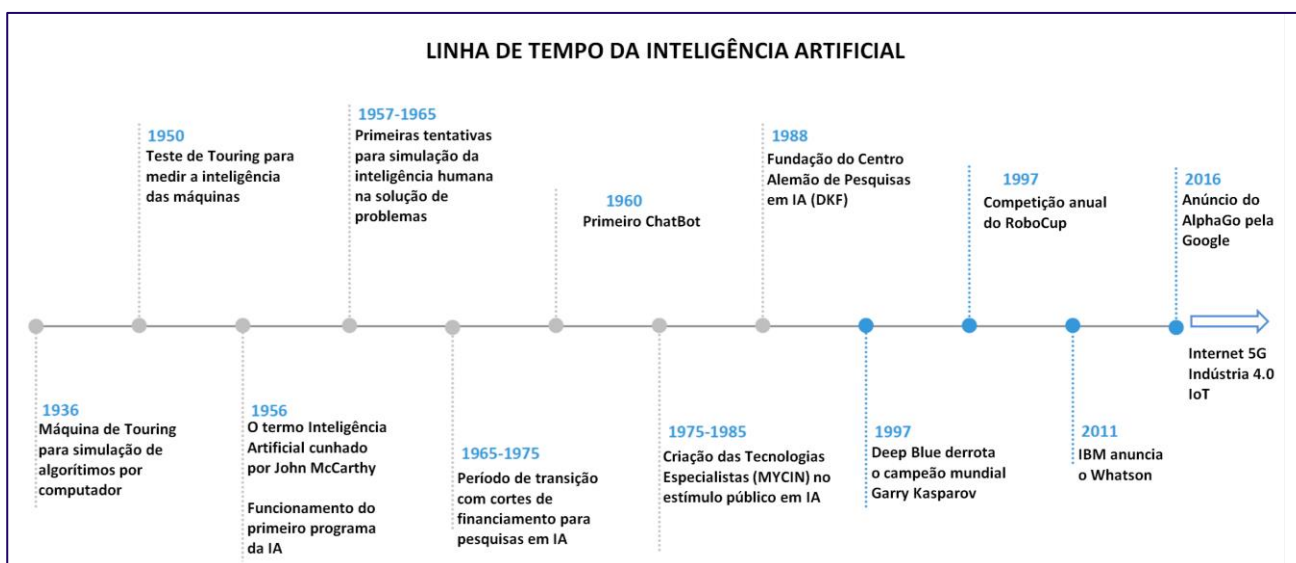 LINHA DE TEMPO DA INTELIGÊNCIA ARTIFICIAL
1936
Máquina de Touring
para simulação de
algorítimos por
computador
1950
Teste de Touring para
medir a inteligência
das máquinas
1956
O termo Inteligência
Artificial cunhado
por John McCarthy
Funcionamento do
primeiro programa
da IA
1957-1965
Primeiras tentativas
para simulação da
inteligência humana
na solução de
problemas
1965-1975
Período de transição
com cortes de
financiamento para
pesquisas em IA
1960
Primeiro ChatBot
1975-1985
Criação das Tecnologias
Especialistas (MYCIN) no
estímulo público em IA
1988
Fundação do Centro
Alemão de Pesquisas
em IA (DKF)
1997
Deep Blue derrota
o campeão mundial
Garry Kasparov
1997
Competição anual
do RoboCup
2011
IBM anuncia
o Whatson
2016
Anúncio do
AlphaGo pela
Google
Internet 5G
Indústria 4.0
IoT